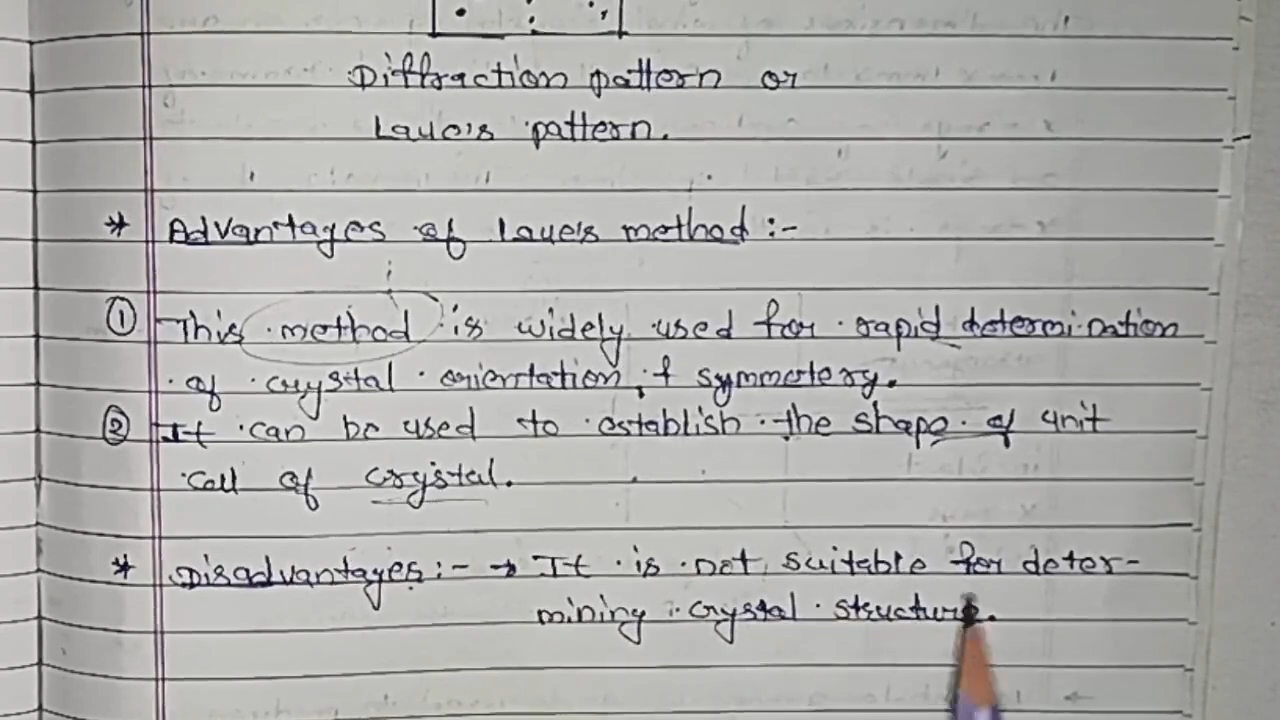 Diffraction pattern or
Laue's pattern.
* Advantages of Laue's method :-
① This method is widely used for rapid determination
of crystal orientation, & symmetery.
② It can be used to establish the shape of unit
Cell of crystal.
* Disadvantages :- → It is not suitable for deter-
mining crystal structure.